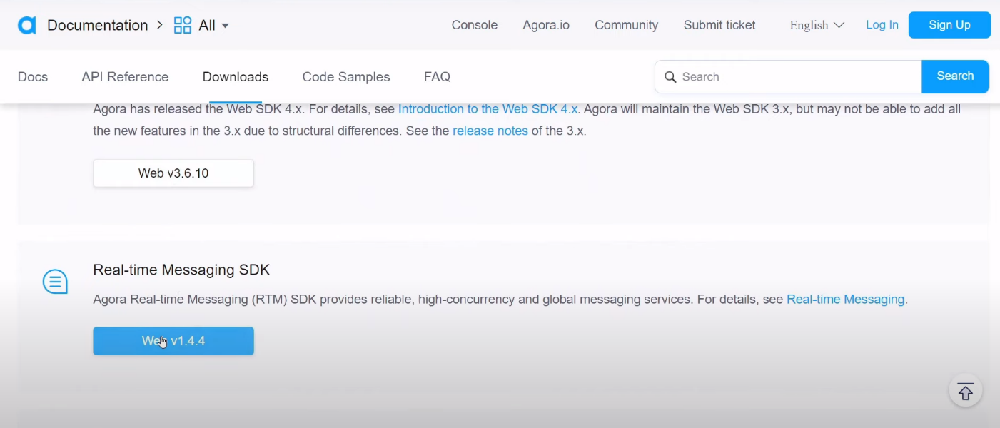 Documentation > All
Console
Agora.io
Community
Submit ticket
English
Log In
Sign Up
Docs
API Reference
Downloads
Code Samples
FAQ
Search
Search
Agora has released the Web SDK 4.x. For details, see Introduction to the Web SDK 4.x. Agora will maintain the Web SDK 3.x, but may not be able to add all
the new features in the 3.x due to structural differences. See the release notes of the 3.x.
Web v3.6.10
Real-time Messaging SDK
Agora Real-time Messaging (RTM) SDK provides reliable, high-concurrency and global messaging services. For details, see Real-time Messaging.
Web v1.4.4